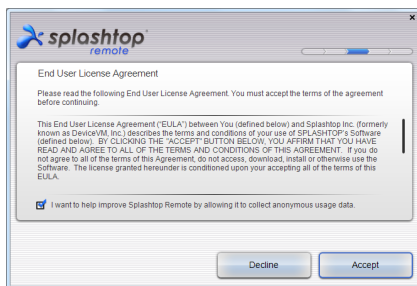 splashtop
remote
End User License Agreement
Please read the following End User License Agreement. You must accept the terms of the agreement
before continuing.
This End User License Agreement ("EULA") between You (defined below) and Splashtop Inc. (formerly
known as DeviceVM, Inc.) describes the terms and conditions of your use of SPLASHTOP's Software
(defined below). BY CLICKING THE "ACCEPT" BUTTON BELOW, YOU AFFIRM THAT YOU HAVE
READ AND AGREE TO ALL OF THE TERMS AND CONDITIONS OF THIS AGREEMENT. If you do
not agree to all of the terms of this Agreement, do not access, download, install or otherwise use the
Software. The license granted hereunder is conditioned upon your accepting all of the terms of this
EULA.
I want to help improve Splashtop Remote by allowing it to collect anonymous usage data.
Decline
Accept